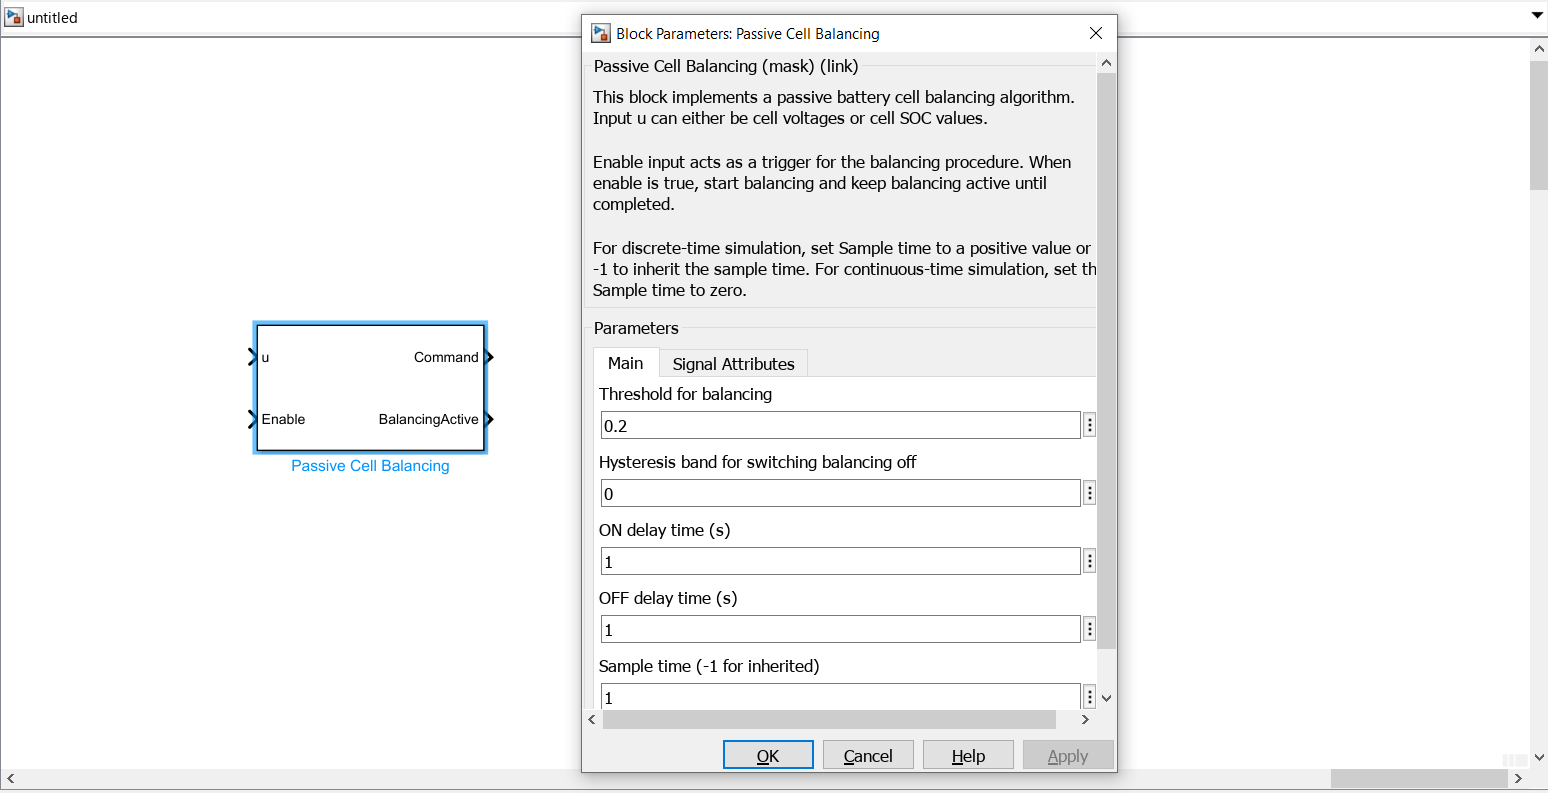 untitled
Block Parameters: Passive Cell Balancing
Passive Cell Balancing (mask) (link)
This block implements a passive battery cell balancing algorithm.
Input u can either be cell voltages or cell SOC values.
Enable input acts as a trigger for the balancing procedure. When
enable is true, start balancing and keep balancing active until
completed.
For discrete-time simulation, set Sample time to a positive value or
-1 to inherit the sample time. For continuous-time simulation, set th
Sample time to zero.
Parameters
Main
Signal Attributes
Threshold for balancing
0.2
Hysteresis band for switching balancing off
0
ON delay time (s)
1
OFF delay time (s)
1
Sample time (-1 for inherited)
1
OK
Cancel
Help
Apply
u
Command
Enable
BalancingActive
Passive Cell Balancing